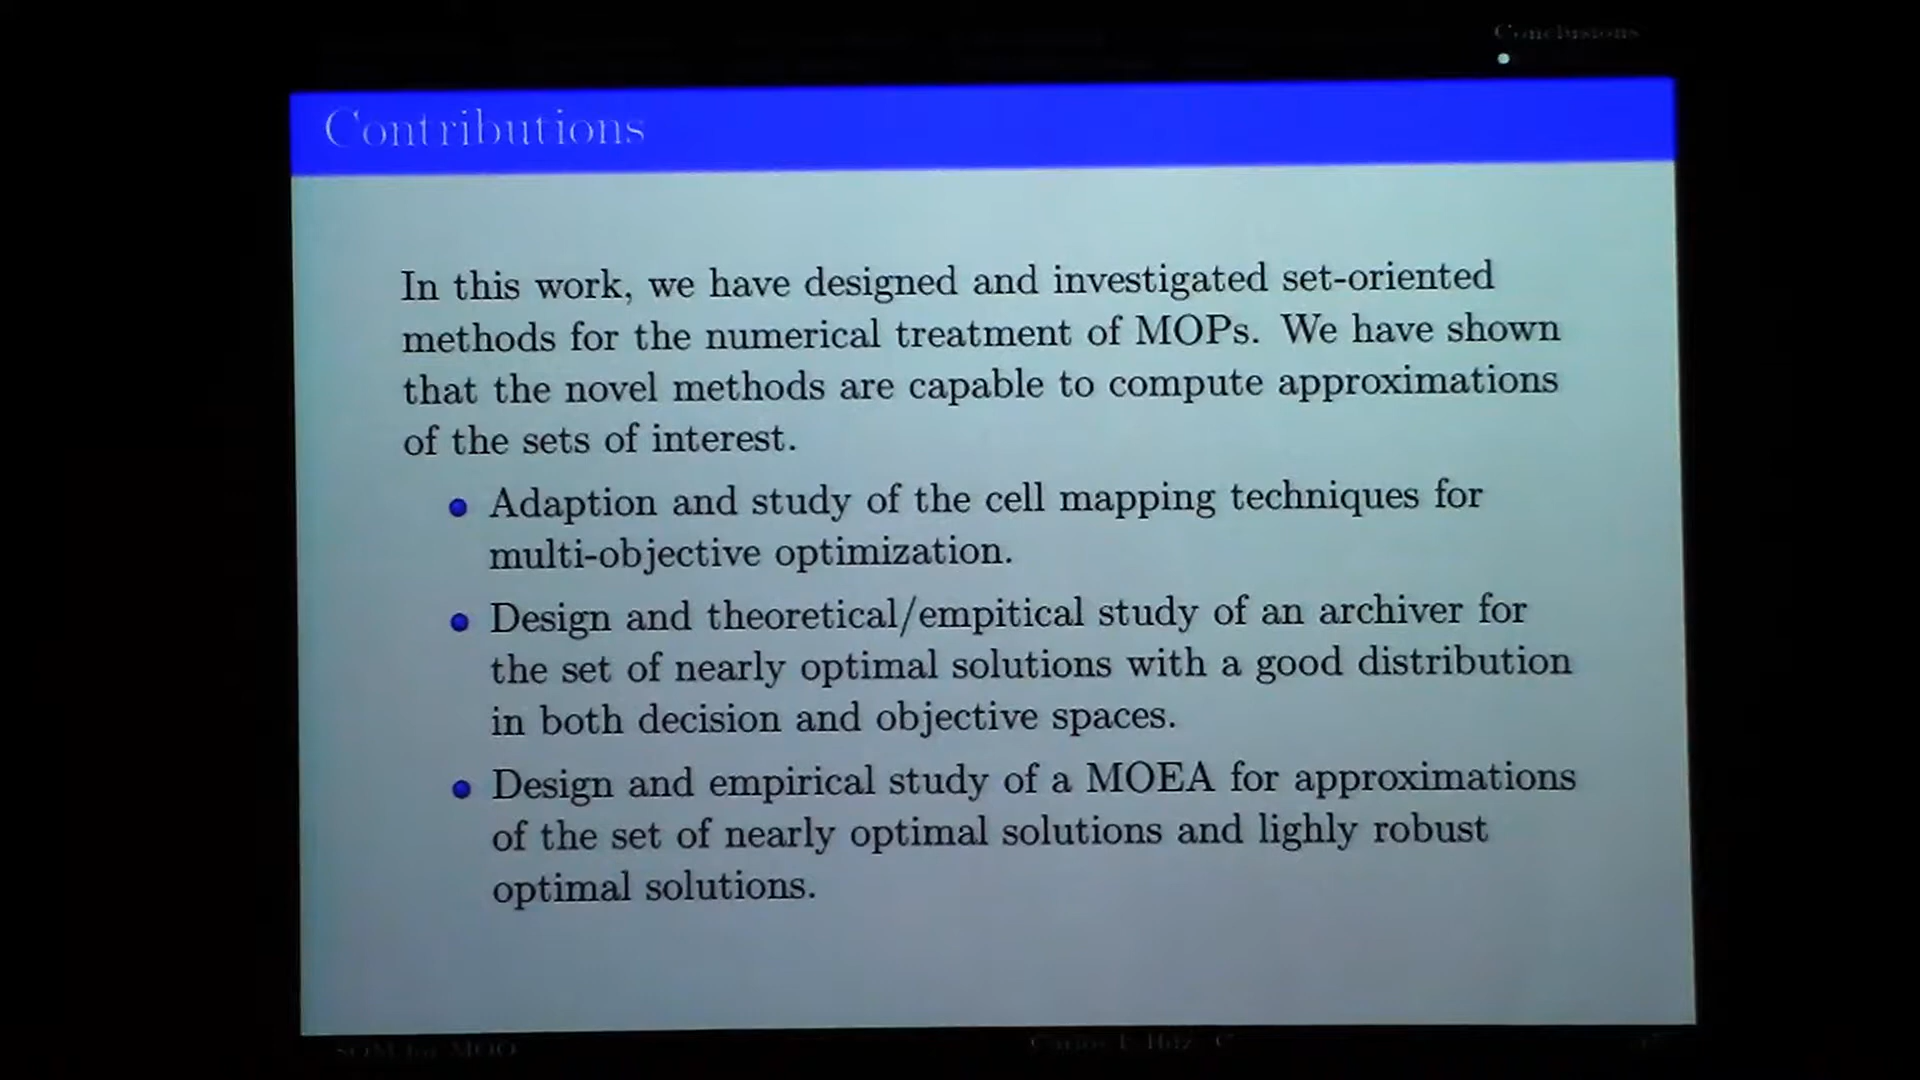 Conclusions
Contributions
In this work, we have designed and investigated set-oriented
methods for the numerical treatment of MOPs. We have shown
that the novel methods are capable to compute approximations
of the sets of interest.
Adaption and study of the cell mapping techniques for
multi-objective optimization.
Design and theoretical/empitical study of an archiver for
the set of nearly optimal solutions with a good distribution
in both decision and objective spaces.
Design and empirical study of a MOEA for approximations
of the set of nearly optimal solutions and lighly robust
optimal solutions.
SOM for MOO